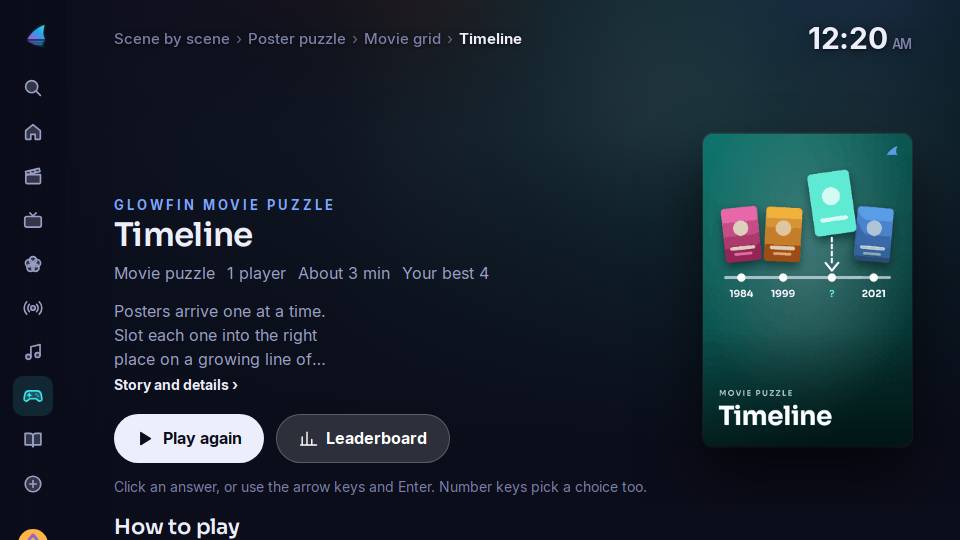 Scene by scene › Poster puzzle › Movie grid › Timeline
12:20 AM
GLOWFIN MOVIE PUZZLE
Timeline
Movie puzzle 1 player About 3 min Your best 4
Posters arrive one at a time.
Slot each one into the right
place on a growing line of…
Story and details ›
Play again
Leaderboard
Click an answer, or use the arrow keys and Enter. Number keys pick a choice too.
How to play
1984 1999 ? 2021
MOVIE PUZZLE
Timeline